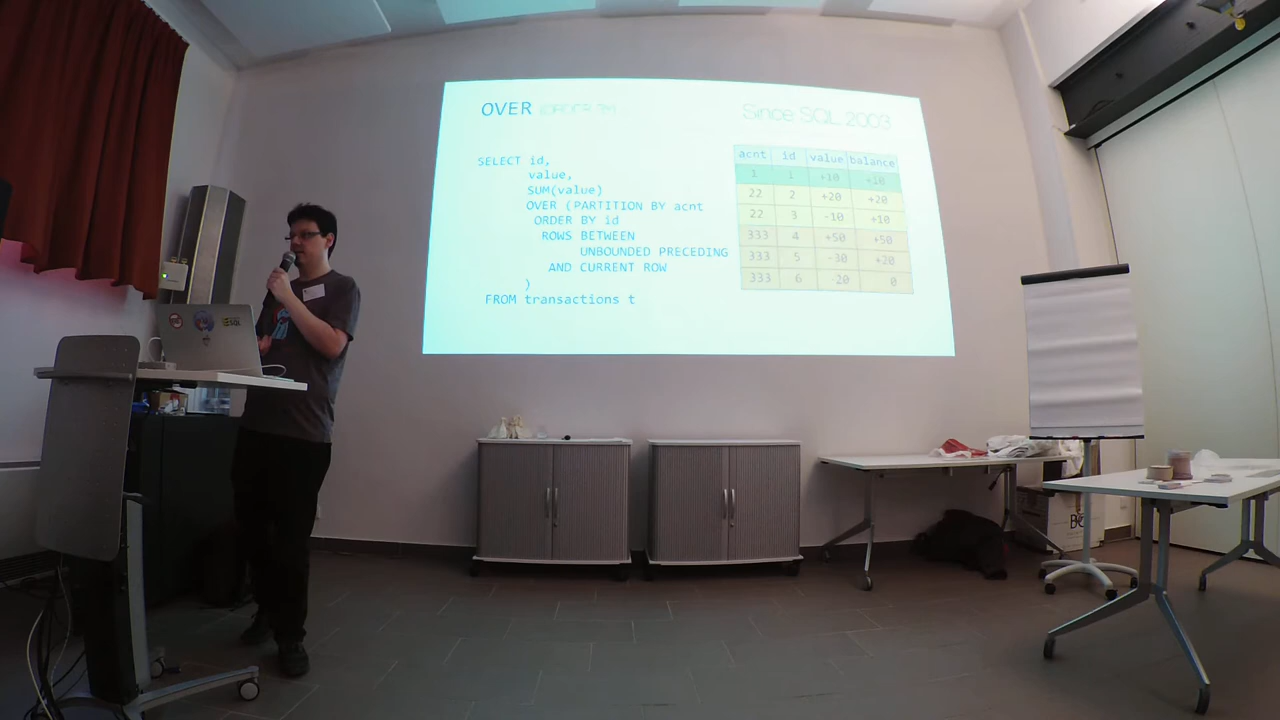 OVER (ORDER BY)
Since SQL 2003
SELECT id,
value,
SUM(value)
OVER (PARTITION BY acnt
ORDER BY id
ROWS BETWEEN
UNBOUNDED PRECEDING
AND CURRENT ROW
)
FROM transactions t
acnt id value balance
1 1 +10 +10
22 2 +20 +20
22 3 -10 +10
333 4 +50 +50
333 5 -30 +20
333 6 -20 0